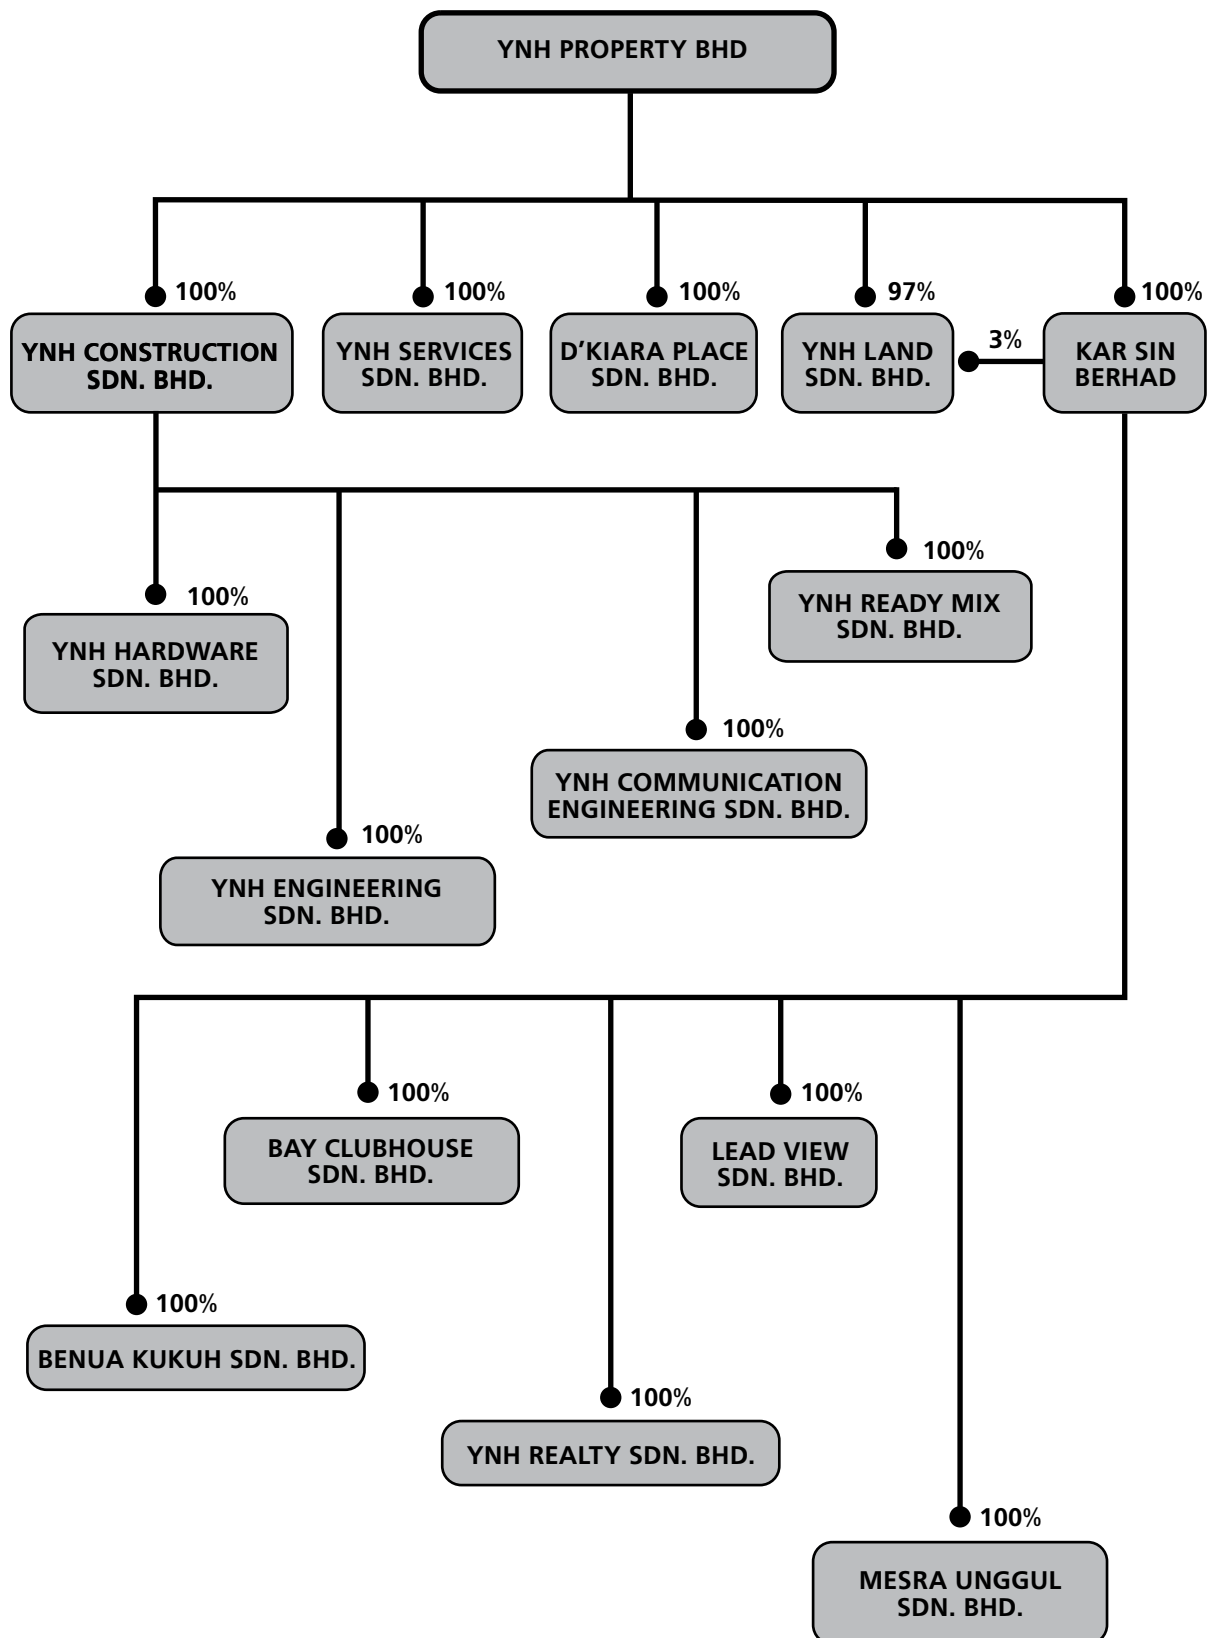 YNH PROPERTY BHD
100%
100%
100%
97%
100%
YNH CONSTRUCTION
SDN. BHD.
YNH SERVICES
SDN. BHD.
D'KIARA PLACE
SDN. BHD.
YNH LAND
SDN. BHD.
3%
KAR SIN
BERHAD
100%
YNH READY MIX
SDN. BHD.
100%
YNH HARDWARE
SDN. BHD.
100%
YNH COMMUNICATION
ENGINEERING SDN. BHD.
100%
YNH ENGINEERING
SDN. BHD.
100%
BAY CLUBHOUSE
SDN. BHD.
100%
LEAD VIEW
SDN. BHD.
100%
BENUA KUKUH SDN. BHD.
100%
YNH REALTY SDN. BHD.
100%
MESRA UNGGUL
SDN. BHD.